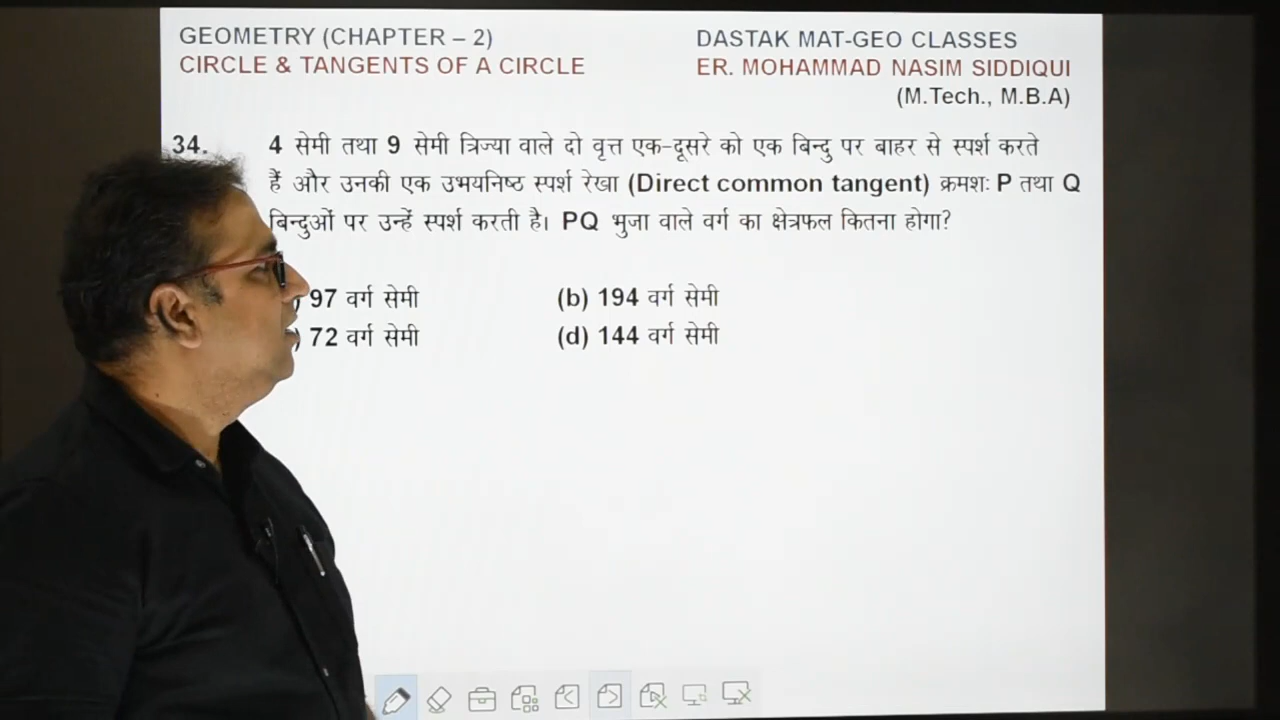 GEOMETRY (CHAPTER – 2)
CIRCLE & TANGENTS OF A CIRCLE
DASTAK MAT-GEO CLASSES
ER. MOHAMMAD NASIM SIDDIQUI
(M.Tech., M.B.A)
34. 4 सेमी तथा 9 सेमी त्रिज्या वाले दो वृत्त एक-दूसरे को एक बिन्दु पर बाहर से स्पर्श करते
हैं और उनकी एक उभयनिष्ठ स्पर्श रेखा (Direct common tangent) क्रमशः P तथा Q
बिन्दुओं पर उन्हें स्पर्श करती है। PQ भुजा वाले वर्ग का क्षेत्रफल कितना होगा?
) 97 वर्ग सेमी (b) 194 वर्ग सेमी
) 72 वर्ग सेमी (d) 144 वर्ग सेमी